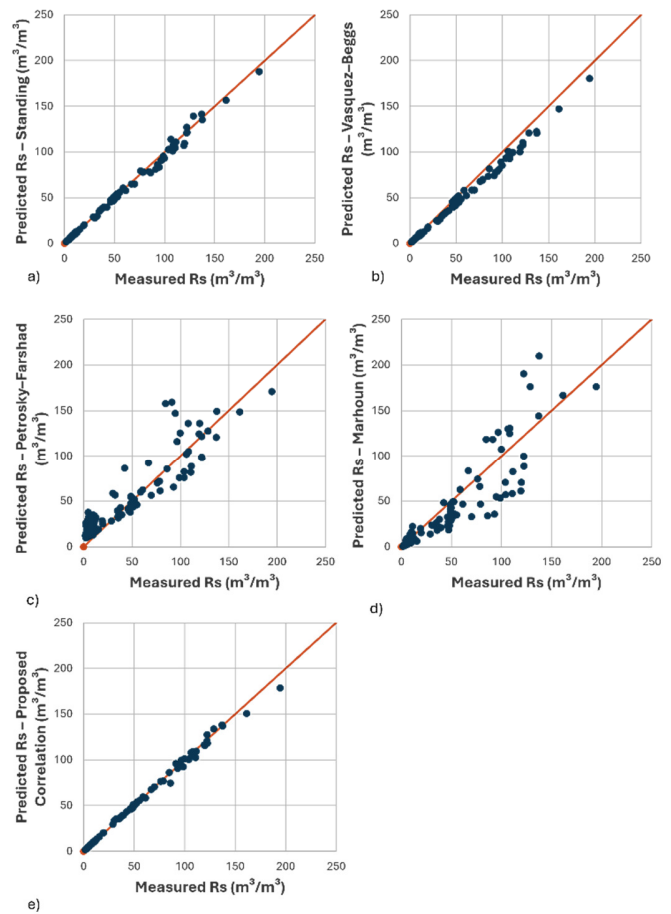 250
200
150
100
50
0
Predicted Rs – Standing (m³/m³)
0 50 100 150 200 250
Measured Rs (m³/m³)
a)
250
200
150
100
50
0
Predicted Rs – Vasquez–Beggs
(m³/m³)
0 50 100 150 200 250
Measured Rs (m³/m³)
b)
250
200
150
100
50
0
Predicted Rs – Petrosky–Farshad
(m³/m³)
0 50 100 150 200 250
Measured Rs (m³/m³)
c)
250
200
150
100
50
0
Predicted Rs – Marhoun (m³/m³)
0 50 100 150 200 250
Measured Rs (m³/m³)
d)
250
200
150
100
50
0
Predicted Rs – Proposed
Correlation (m³/m³)
0 50 100 150 200 250
Measured Rs (m³/m³)
e)